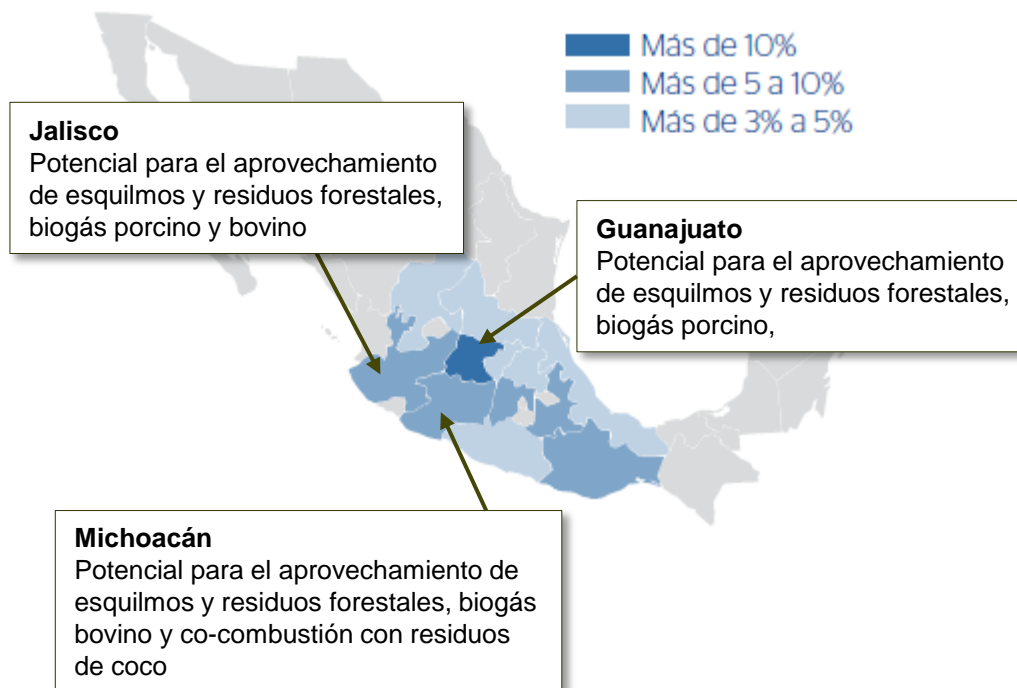 Más de 10%
Más de 5 a 10%
Más de 3% a 5%
Jalisco
Potencial para el aprovechamiento
de esquilmos y residuos forestales,
biogás porcino y bovino
Guanajuato
Potencial para el aprovechamiento
de esquilmos y residuos forestales,
biogás porcino,
Michoacán
Potencial para el aprovechamiento de
esquilmos y residuos forestales, biogás
bovino y co-combustión con residuos
de coco